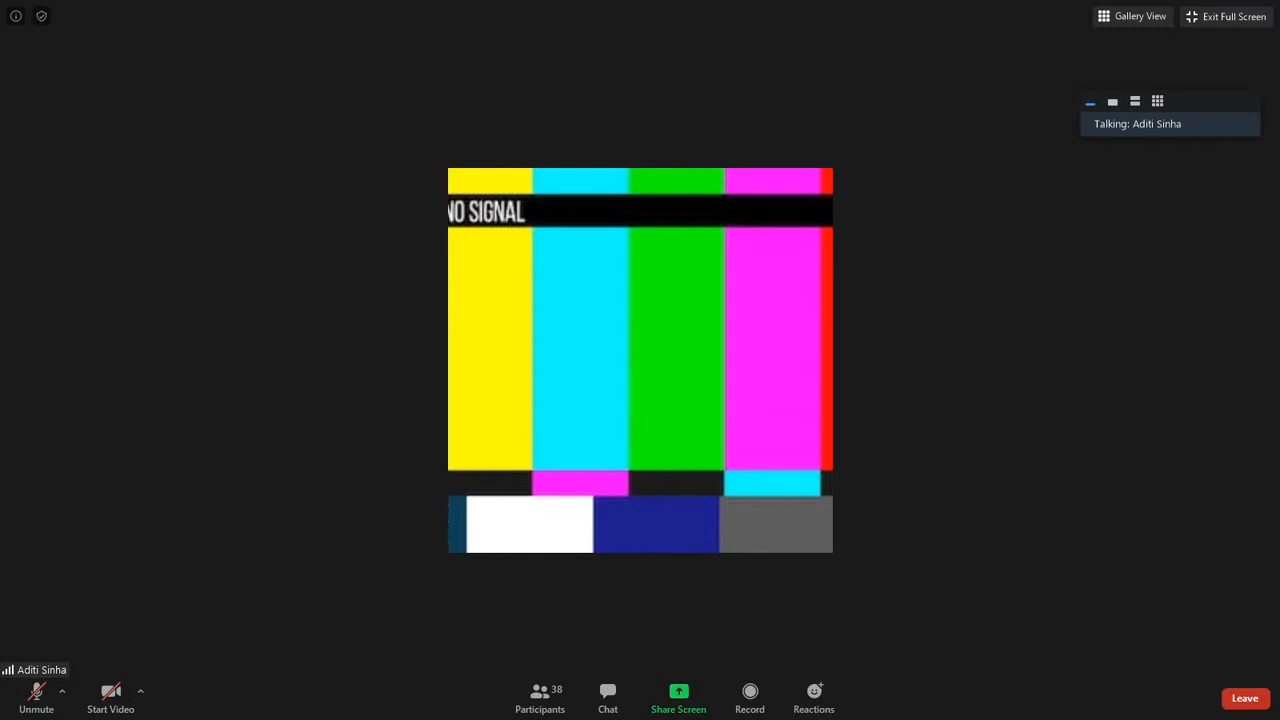 Gallery View
Exit Full Screen
Talking: Aditi Sinha
NO SIGNAL
Aditi Sinha
Unmute
Start Video
38
Participants
Chat
Share Screen
Record
Reactions
Leave